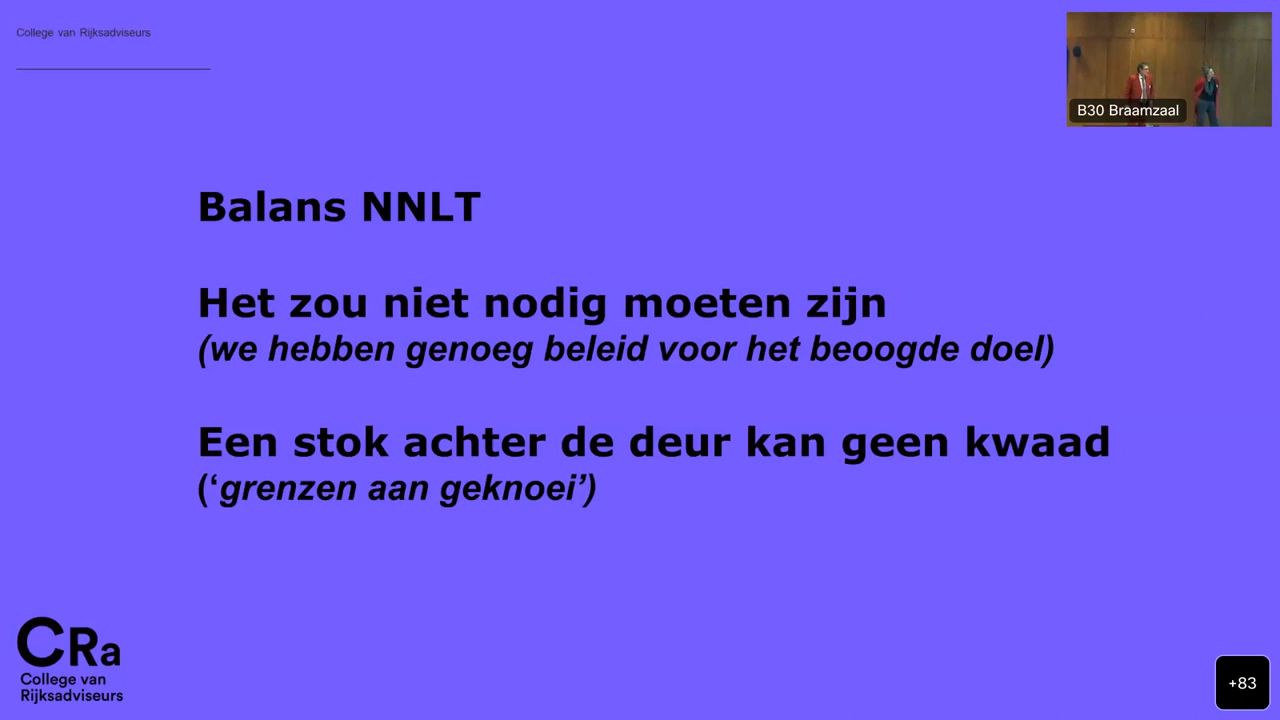 College van Rijksadviseurs
B30 Braamzaal
Balans NNLT
Het zou niet nodig moeten zijn
(we hebben genoeg beleid voor het beoogde doel)
Een stok achter de deur kan geen kwaad
(‘grenzen aan geknoei’)
CRa
College van
Rijksadviseurs
+83